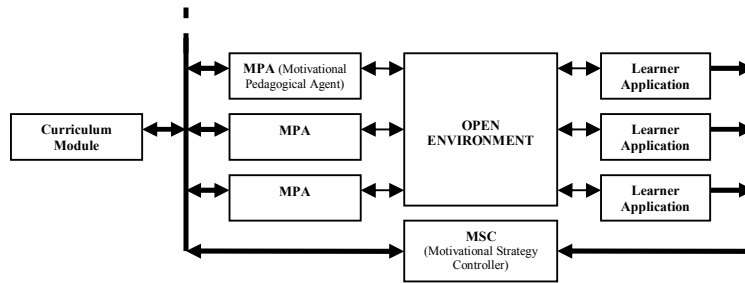 MPA (Motivational
Pedagogical Agent)
Learner
Application
Curriculum
Module
MPA
OPEN
ENVIRONMENT
Learner
Application
MPA
Learner
Application
MSC
(Motivational Strategy
Controller)